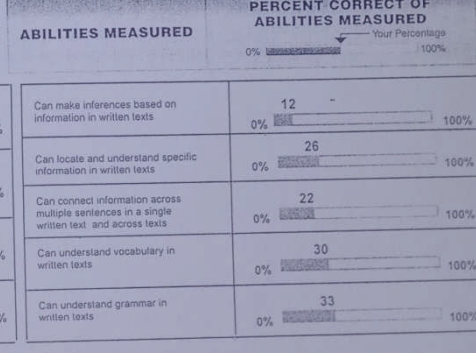 ABILITIES MEASURED
PERCENT CORRECT OF
ABILITIES MEASURED
Your Percentage
0% 100%
Can make inferences based on
information in written texts
12
0% 100%
Can locate and understand specific
information in written texts
26
0% 100%
Can connect information across
multiple sentences in a single
written text and across texts
22
0% 100%
Can understand vocabulary in
written texts
30
0% 100%
Can understand grammar in
written texts
33
0% 100%